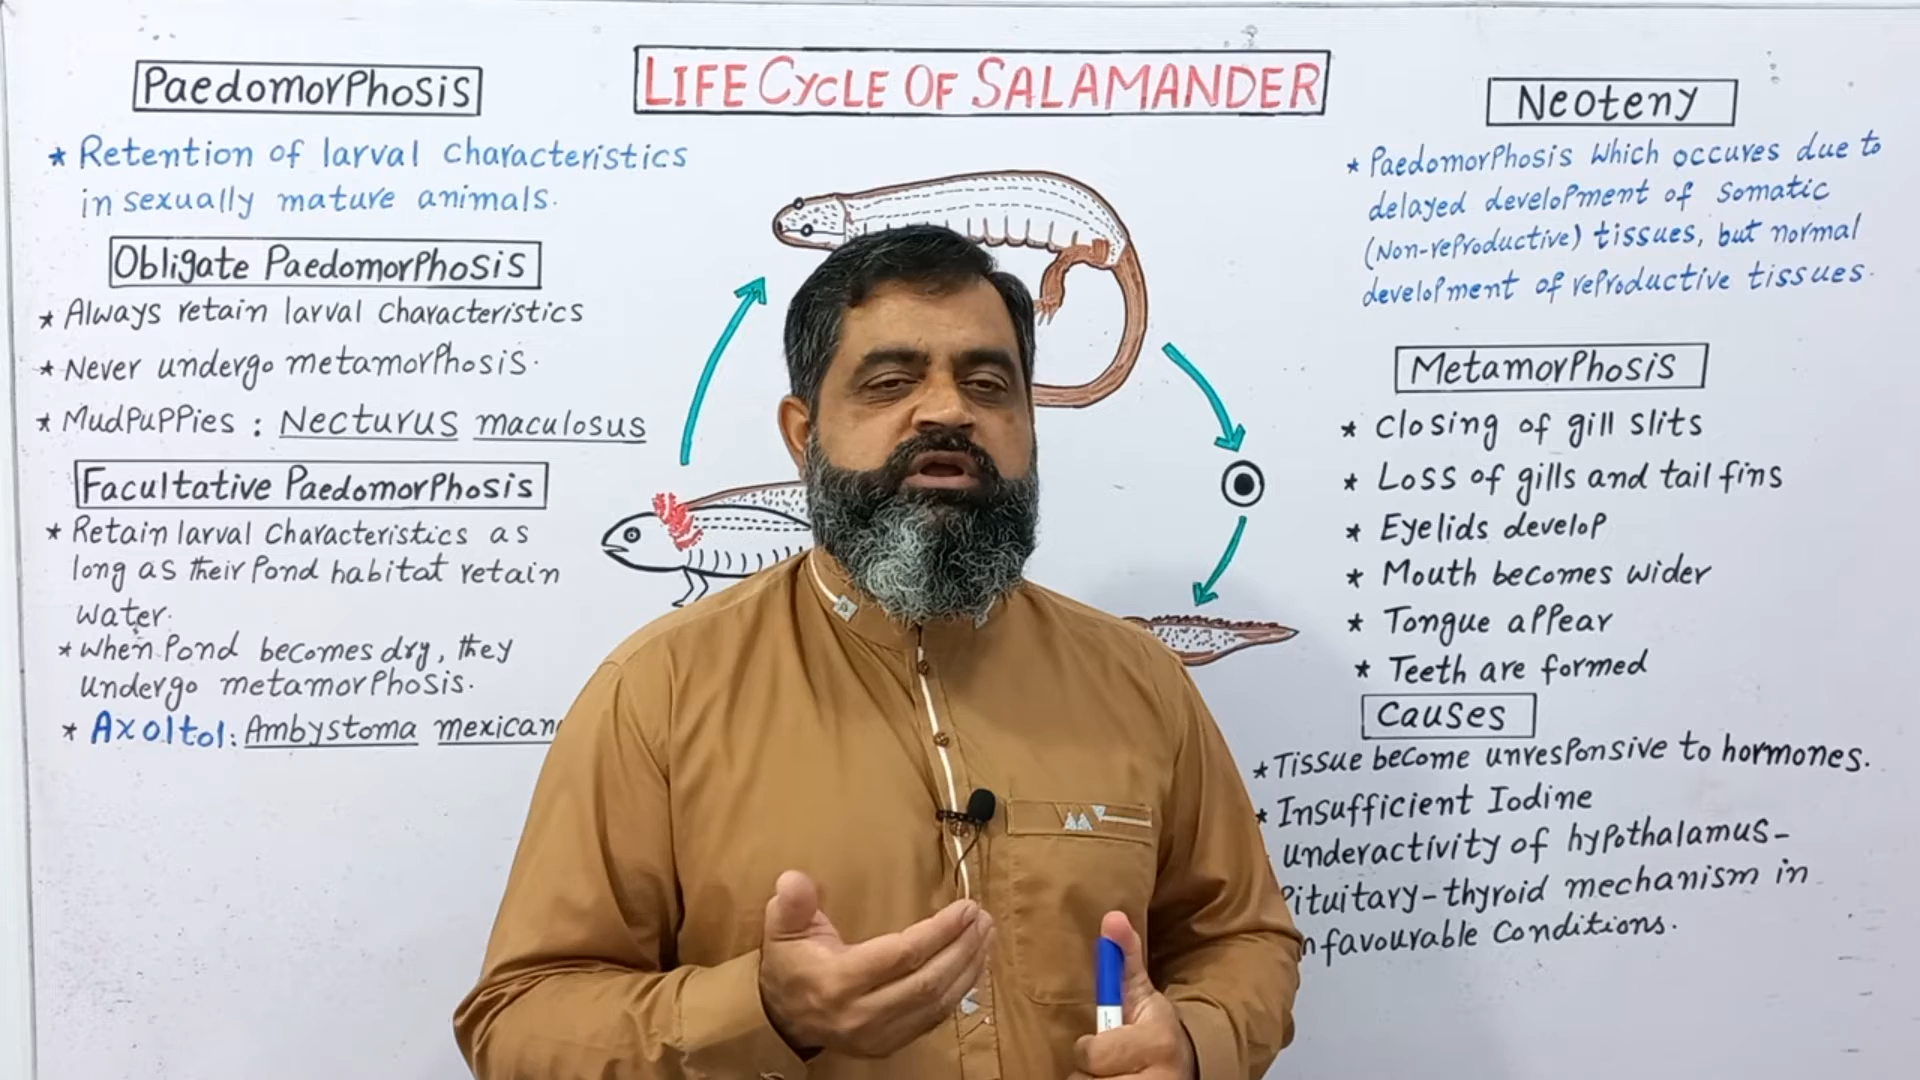 PaedomorPhosis
* Retention of larval characteristics
in sexually mature animals.
Obligate PaedomorPhosis
* Always retain larval characteristics
* Never undergo metamorphosis.
* MudPuPPies : Necturus maculosus
Facultative PaedomorPhosis
* Retain larval characteristics as
long as their Pond habitat retain
water.
* when Pond becomes dry, they
undergo metamorphosis.
* Axoltol: Ambystoma mexican
LIFE CYCLE OF SALAMANDER
Neoteny
* PaedomorPhosis which occures due to
delayed development of somatic
(Non-reproductive) tissues, but normal
development of reproductive tissues.
MetamorPhosis
* Closing of gill slits
* Loss of gills and tail fins
* Eyelids develop
* Mouth becomes wider
* Tongue appear
* Teeth are formed
Causes
* Tissue become unresponsive to hormones.
* Insufficient Iodine
underactivity of hypothalamus-
Pituitary-thyroid mechanism in
nfavourable conditions.